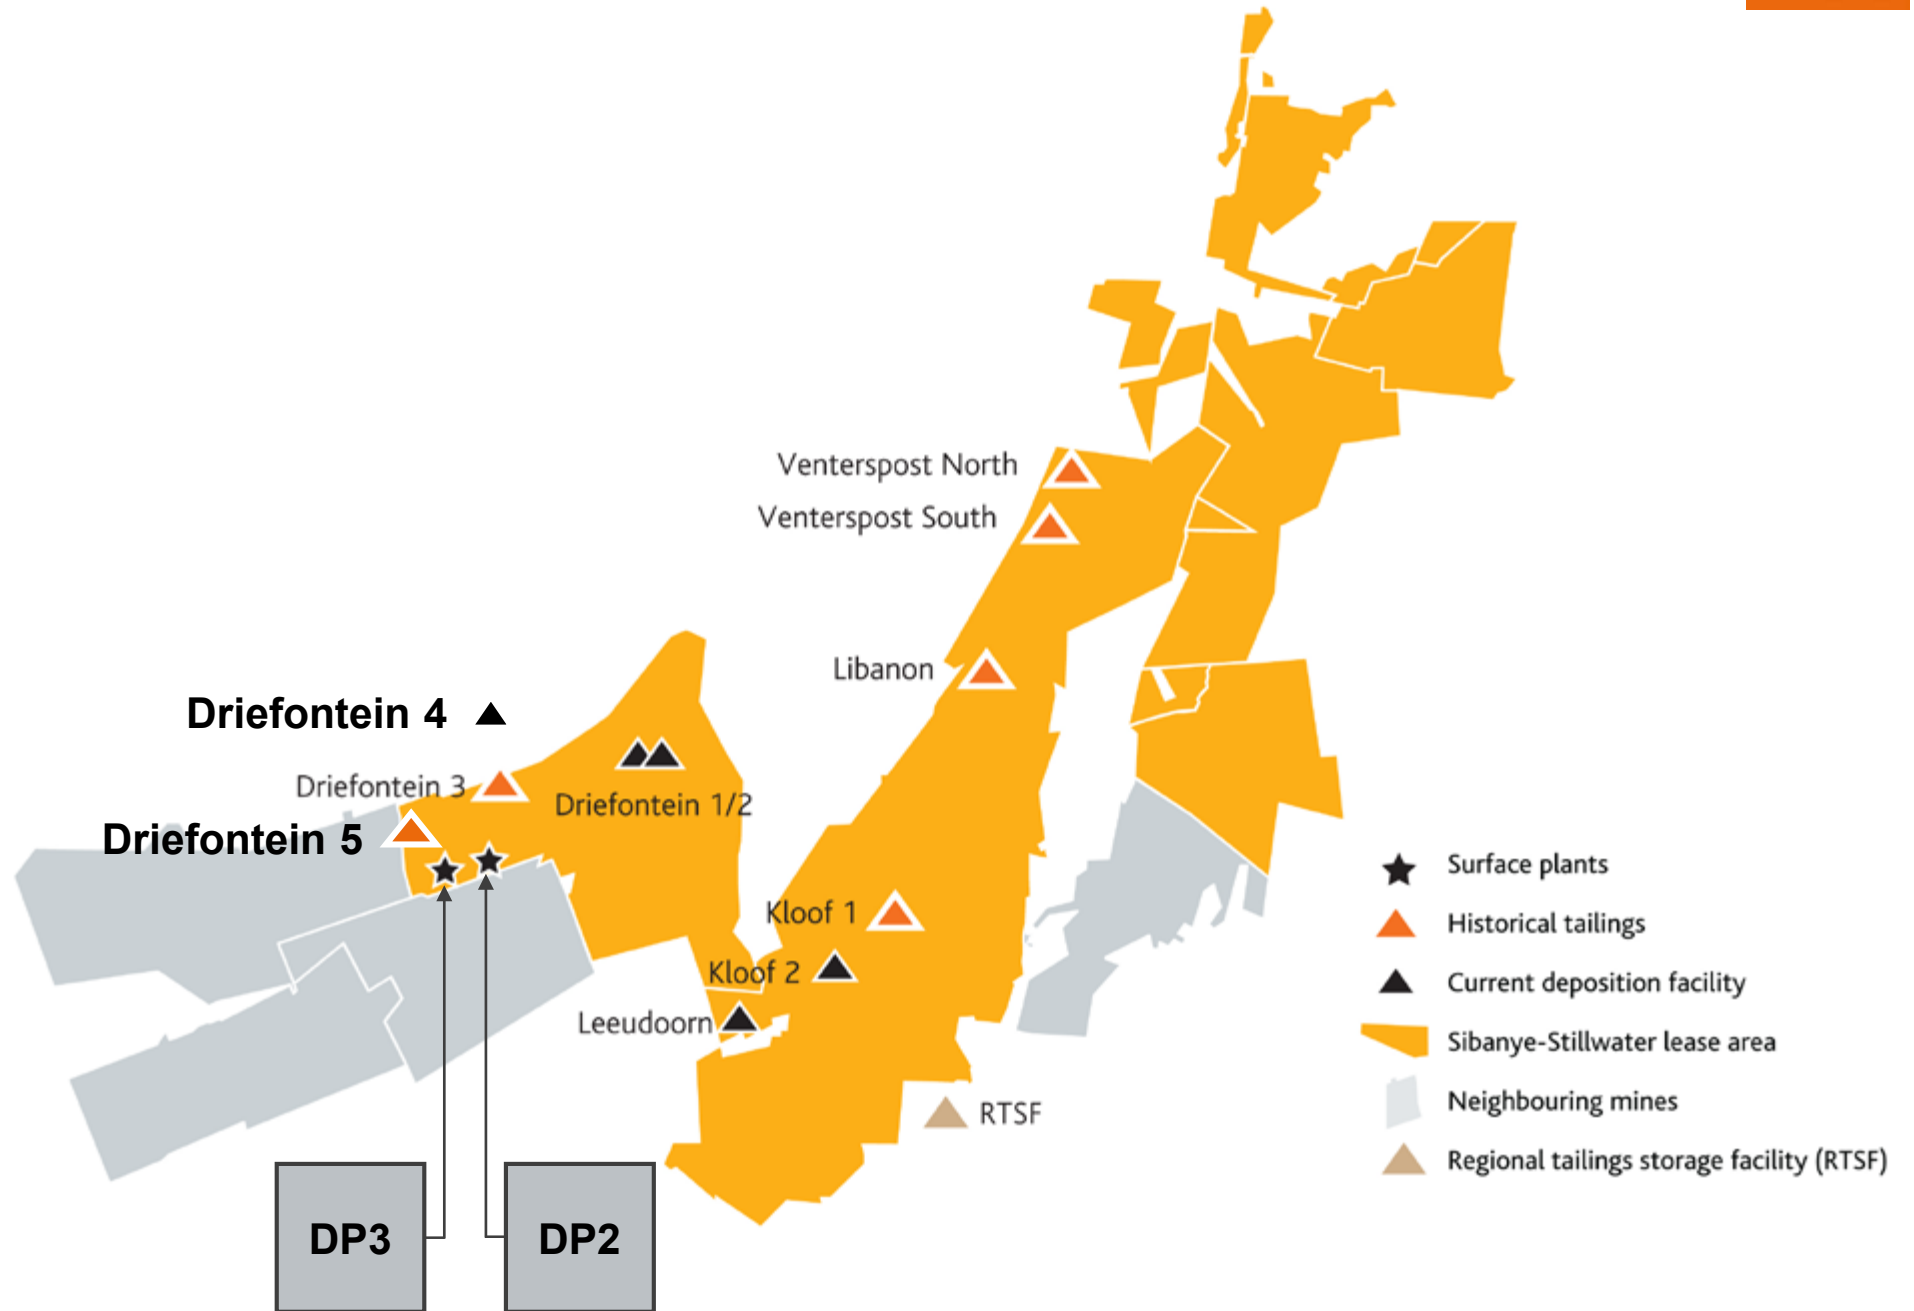 Venterspost North
Venterspost South
Libanon
Driefontein 4
Driefontein 3
Driefontein 1/2
Driefontein 5
Kloof 1
Kloof 2
Leeudoorn
RTSF
DP3
DP2
Surface plants
Historical tailings
Current deposition facility
Sibanye-Stillwater lease area
Neighbouring mines
Regional tailings storage facility (RTSF)